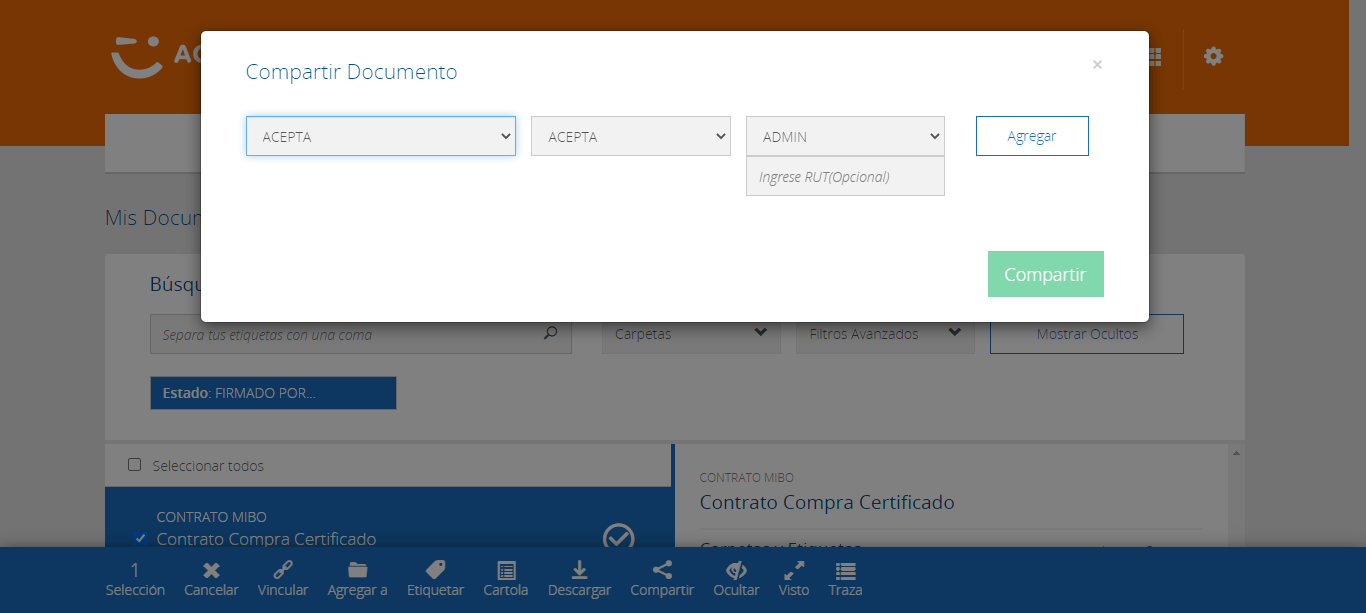 Compartir Documento
×
ACEPTA
ACEPTA
ADMIN
Agregar
Ingrese RUT(Opcional)
Compartir
Mis
Separa tus etiquetas con una coma
Carpetas
Filtros Avanzados
Mostrar Ocultos
Estado: FIRMADO POR...
Seleccionar todos
CONTRATO MIBO
Contrato Compra Certificado
CONTRATO MIBO
Contrato Compra Certificado
1
Selección
Cancelar
Vincular
Agregar a
Etiquetar
Cartola
Descargar
Compartir
Ocultar
Visto
Traza